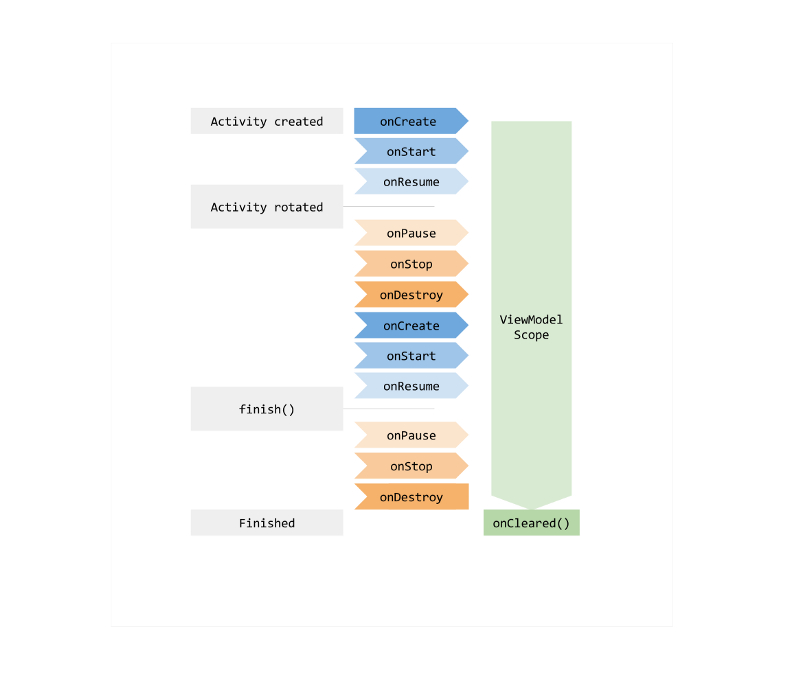 Activity created
onCreate
onStart
onResume
Activity rotated
onPause
onStop
onDestroy
onCreate
onStart
onResume
ViewModel
Scope
finish()
onPause
onStop
onDestroy
Finished
onCleared()